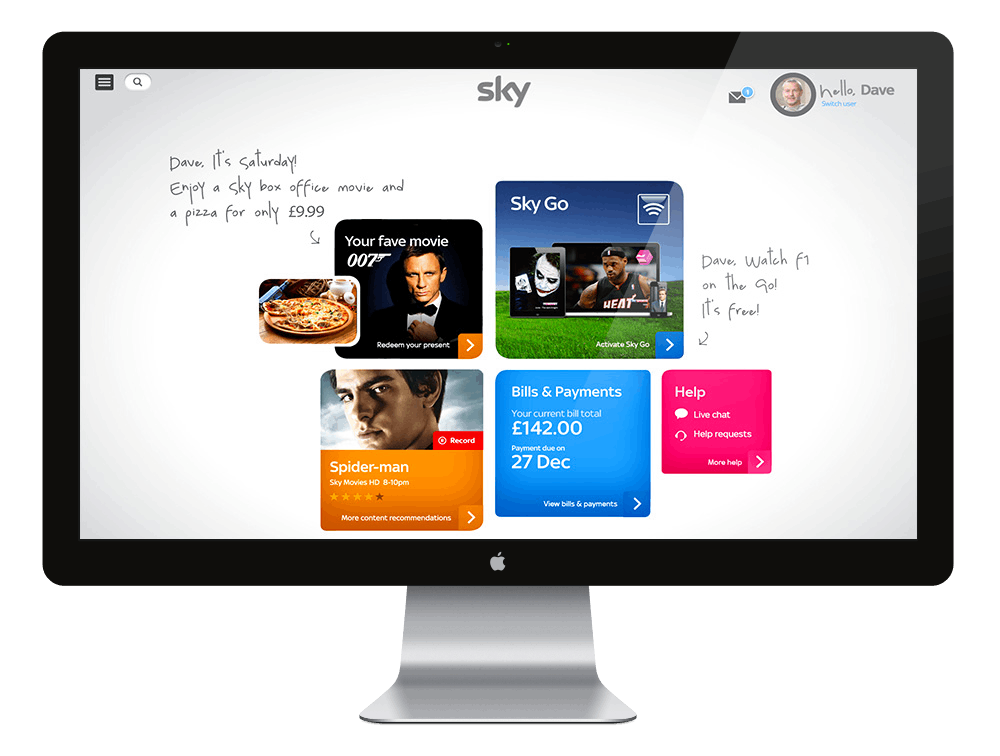 sky
1
hello, Dave
Switch user
Dave, It's Saturday!
Enjoy a sky box office movie and
a pizza for only £9.99
Your fave movie
007
Redeem your present
Sky Go
HEAT
Activate Sky Go
Dave, Watch F1
on the Go!
It's free!
Record
Spider-man
Sky Movies HD 8-10pm
More content recommendations
Bills & Payments
Your current bill total
£142.00
Payment due on
27 Dec
View bills & payments
Help
Live chat
Help requests
More help